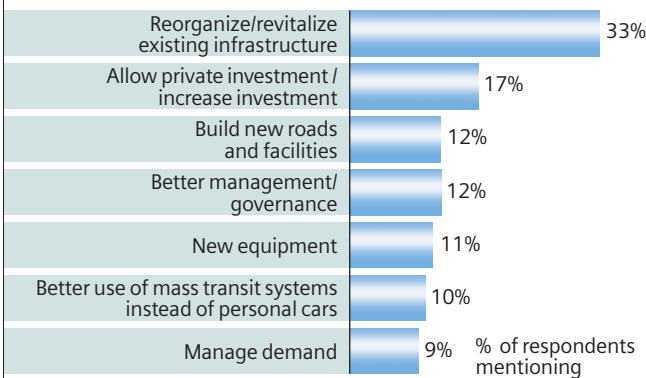 Reorganize/revitalize
existing infrastructure
33%
Allow private investment /
increase investment
17%
Build new roads
and facilities
12%
Better management/
governance
12%
New equipment
11%
Better use of mass transit systems
instead of personal cars
10%
Manage demand
9%
% of respondents
mentioning